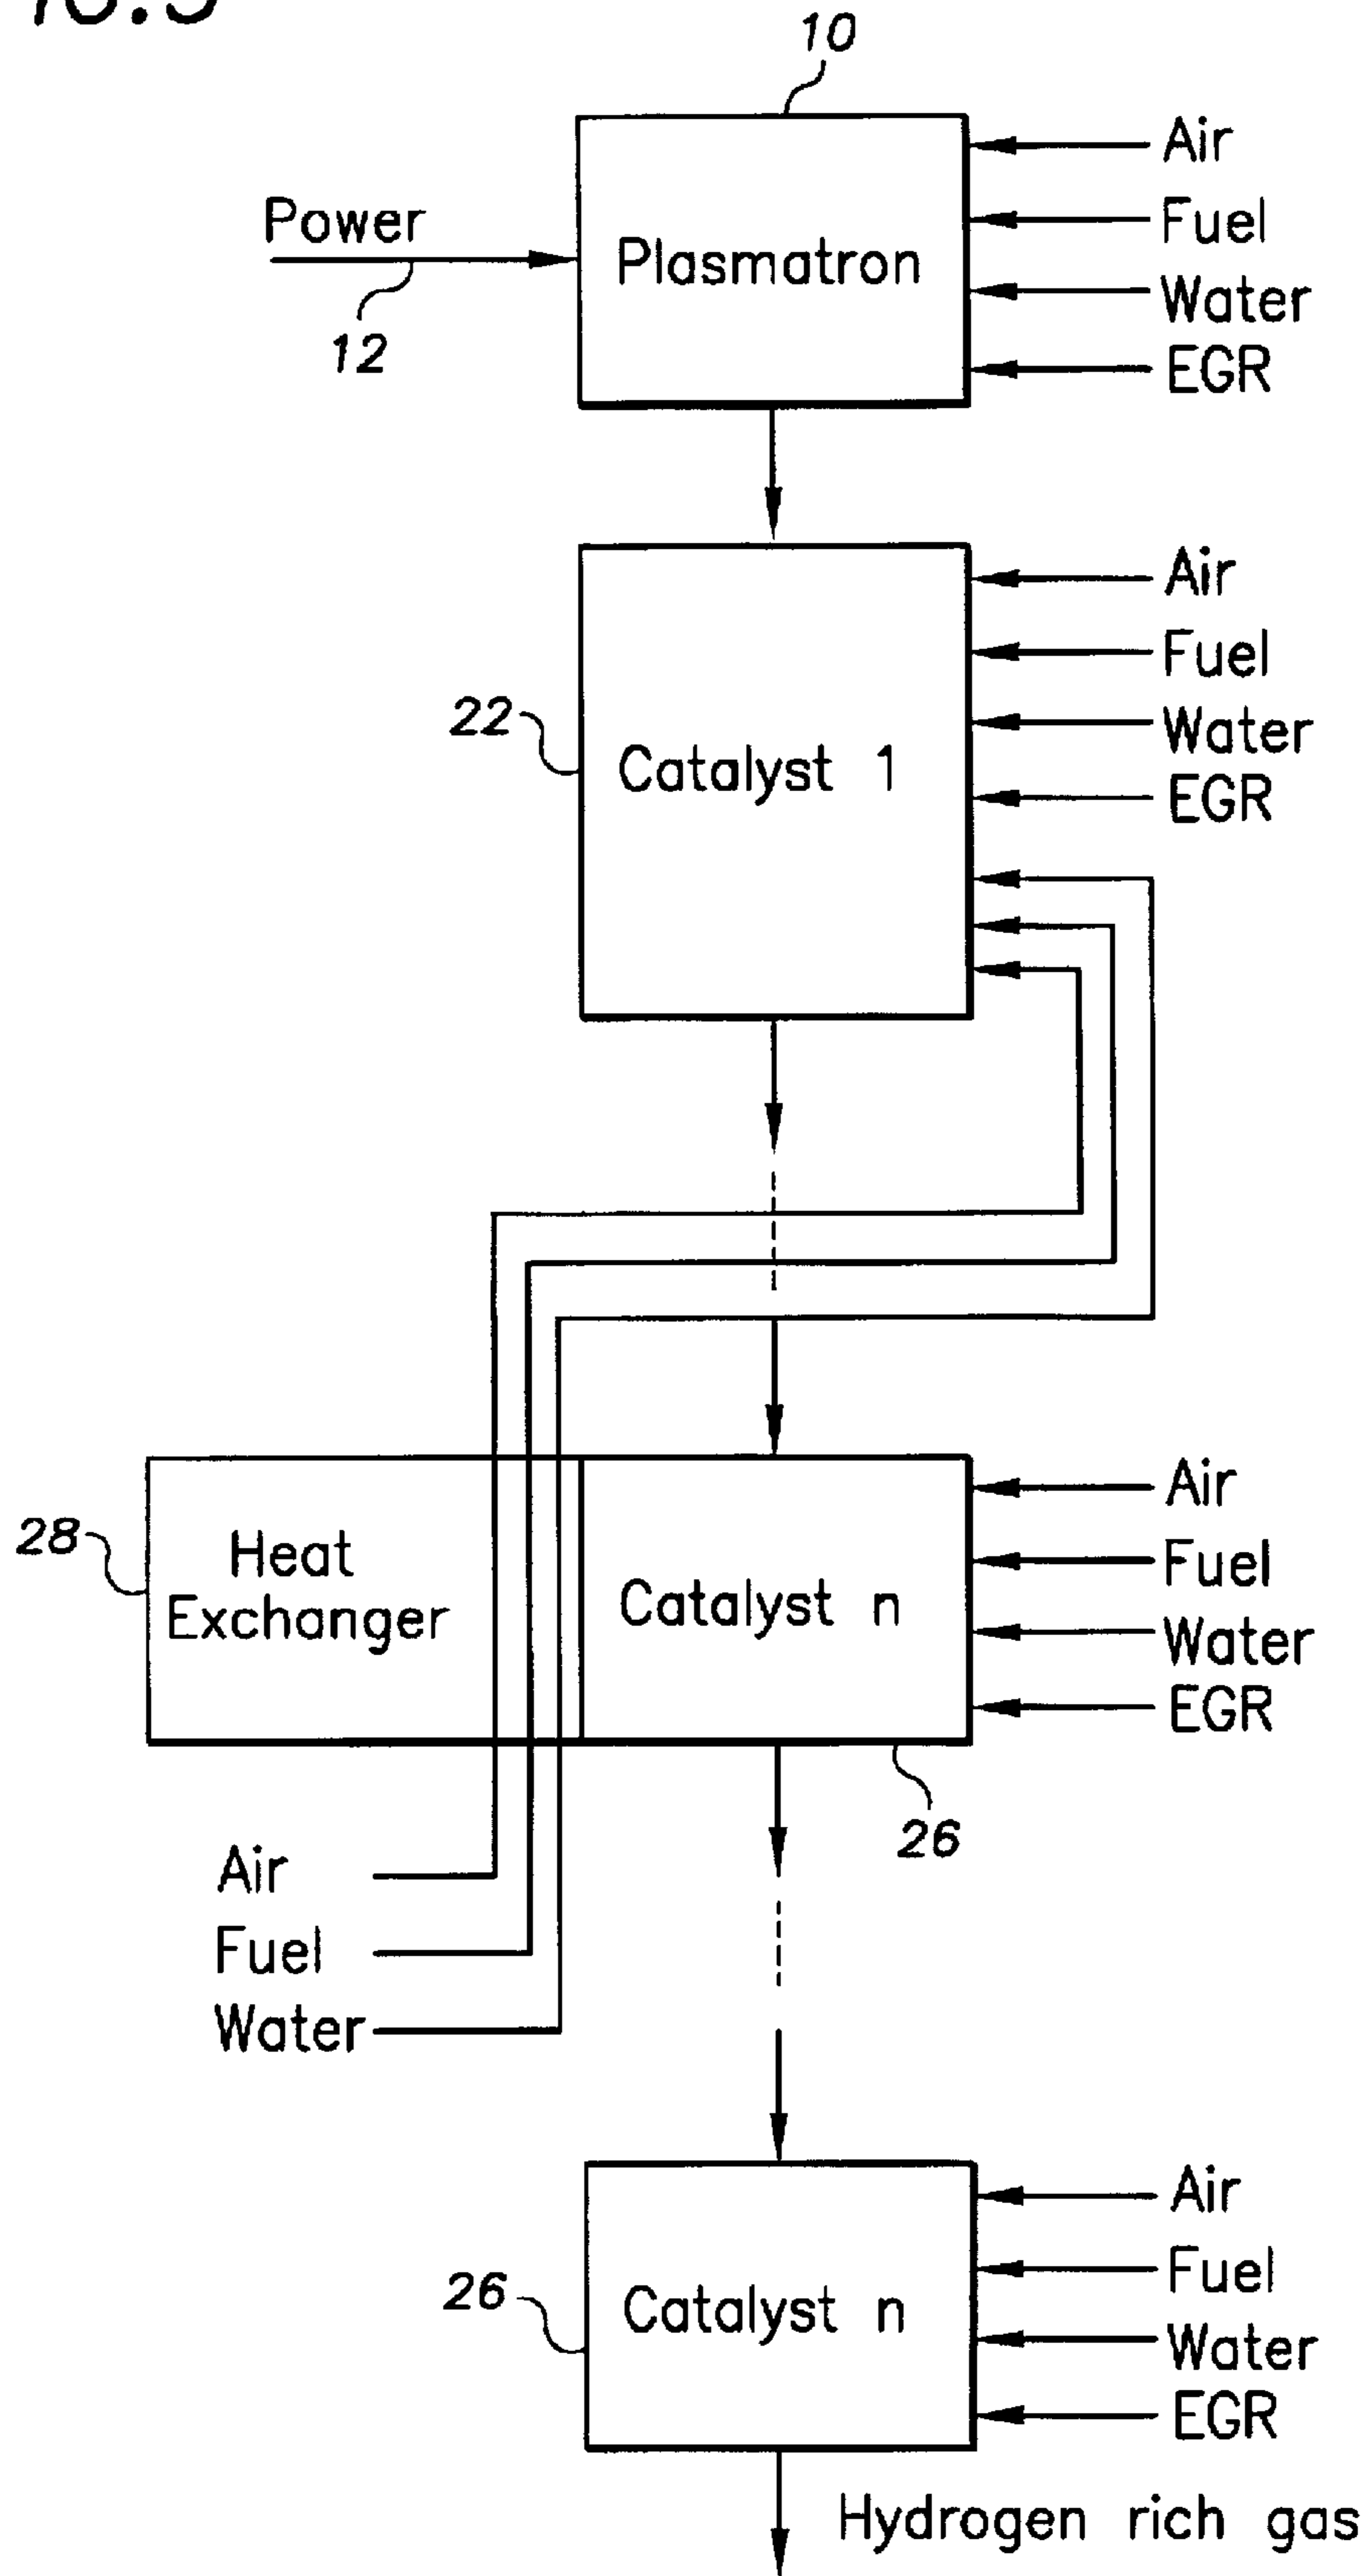 10
Air
Power
Fuel
Plasmatron
Water
12
EGR
Air
Fuel
22
Water
Catalyst 1
EGR
Air
28
Heat
Exchanger
Fuel
Catalyst n
Water
EGR
26
Air
Fuel
Water
Air
Fuel
26
Catalyst n
Water
EGR
Hydrogen rich gas